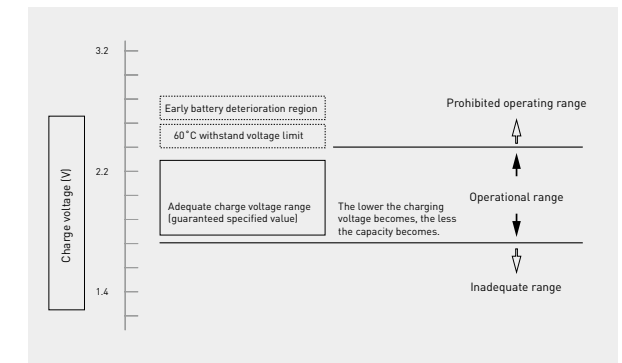 3.2
Early battery deterioration region
Prohibited operating range
60˚C withstand voltage limit
2.2
Charge voltage (V)
Adequate charge voltage range
(guaranteed specified value)
The lower the charging
voltage becomes, the less
the capacity becomes.
Operational range
1.4
Inadequate range